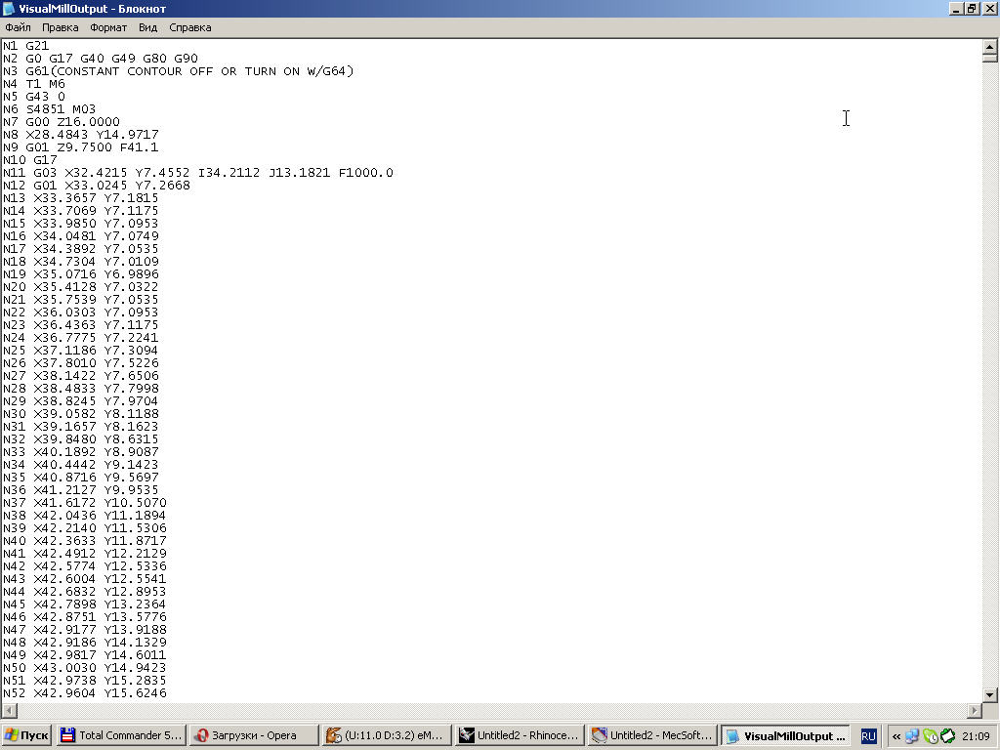 VisualMillOutput - Блокнот
Файл Правка Формат Вид Справка
N1 G21
N2 G0 G17 G40 G49 G80 G90
N3 G61(CONSTANT CONTOUR OFF OR TURN ON W/G64)
N4 T1 M6
N5 G43 0
N6 S4851 M03
N7 G00 Z16.0000
N8 X28.4843 Y14.9717
N9 G01 Z9.7500 F41.1
N10 G17
N11 G03 X32.4215 Y7.4552 I34.2112 J13.1821 F1000.0
N12 G01 X33.0245 Y7.2668
N13 X33.3657 Y7.1815
N14 X33.7069 Y7.1175
N15 X33.9850 Y7.0953
N16 X34.0481 Y7.0749
N17 X34.3892 Y7.0535
N18 X34.7304 Y7.0109
N19 X35.0716 Y6.9896
N20 X35.4128 Y7.0322
N21 X35.7539 Y7.0535
N22 X36.0303 Y7.0953
N23 X36.4363 Y7.1175
N24 X36.7775 Y7.2241
N25 X37.1186 Y7.3094
N26 X37.8010 Y7.5226
N27 X38.1422 Y7.6506
N28 X38.4833 Y7.7998
N29 X38.8245 Y7.9704
N30 X39.0582 Y8.1188
N31 X39.1657 Y8.1623
N32 X39.8480 Y8.6315
N33 X40.1892 Y8.9087
N34 X40.4442 Y9.1423
N35 X40.8716 Y9.5697
N36 X41.2127 Y9.9535
N37 X41.6172 Y10.5070
N38 X42.0436 Y11.1894
N39 X42.2140 Y11.5306
N40 X42.3633 Y11.8717
N41 X42.4912 Y12.2129
N42 X42.5774 Y12.5336
N43 X42.6004 Y12.5541
N44 X42.6832 Y12.8953
N45 X42.7898 Y13.2364
N46 X42.8751 Y13.5776
N47 X42.9177 Y13.9188
N48 X42.9186 Y14.1329
N49 X42.9817 Y14.6011
N50 X43.0030 Y14.9423
N51 X42.9738 Y15.2835
N52 X42.9604 Y15.6246
Пуск Total Commander 5... Загрузки - Opera (U:11.0 D:3.2) eM... Untitled2 - Rhinoce... Untitled2 - MecSoft... VisualMillOutput ... RU « 21:09